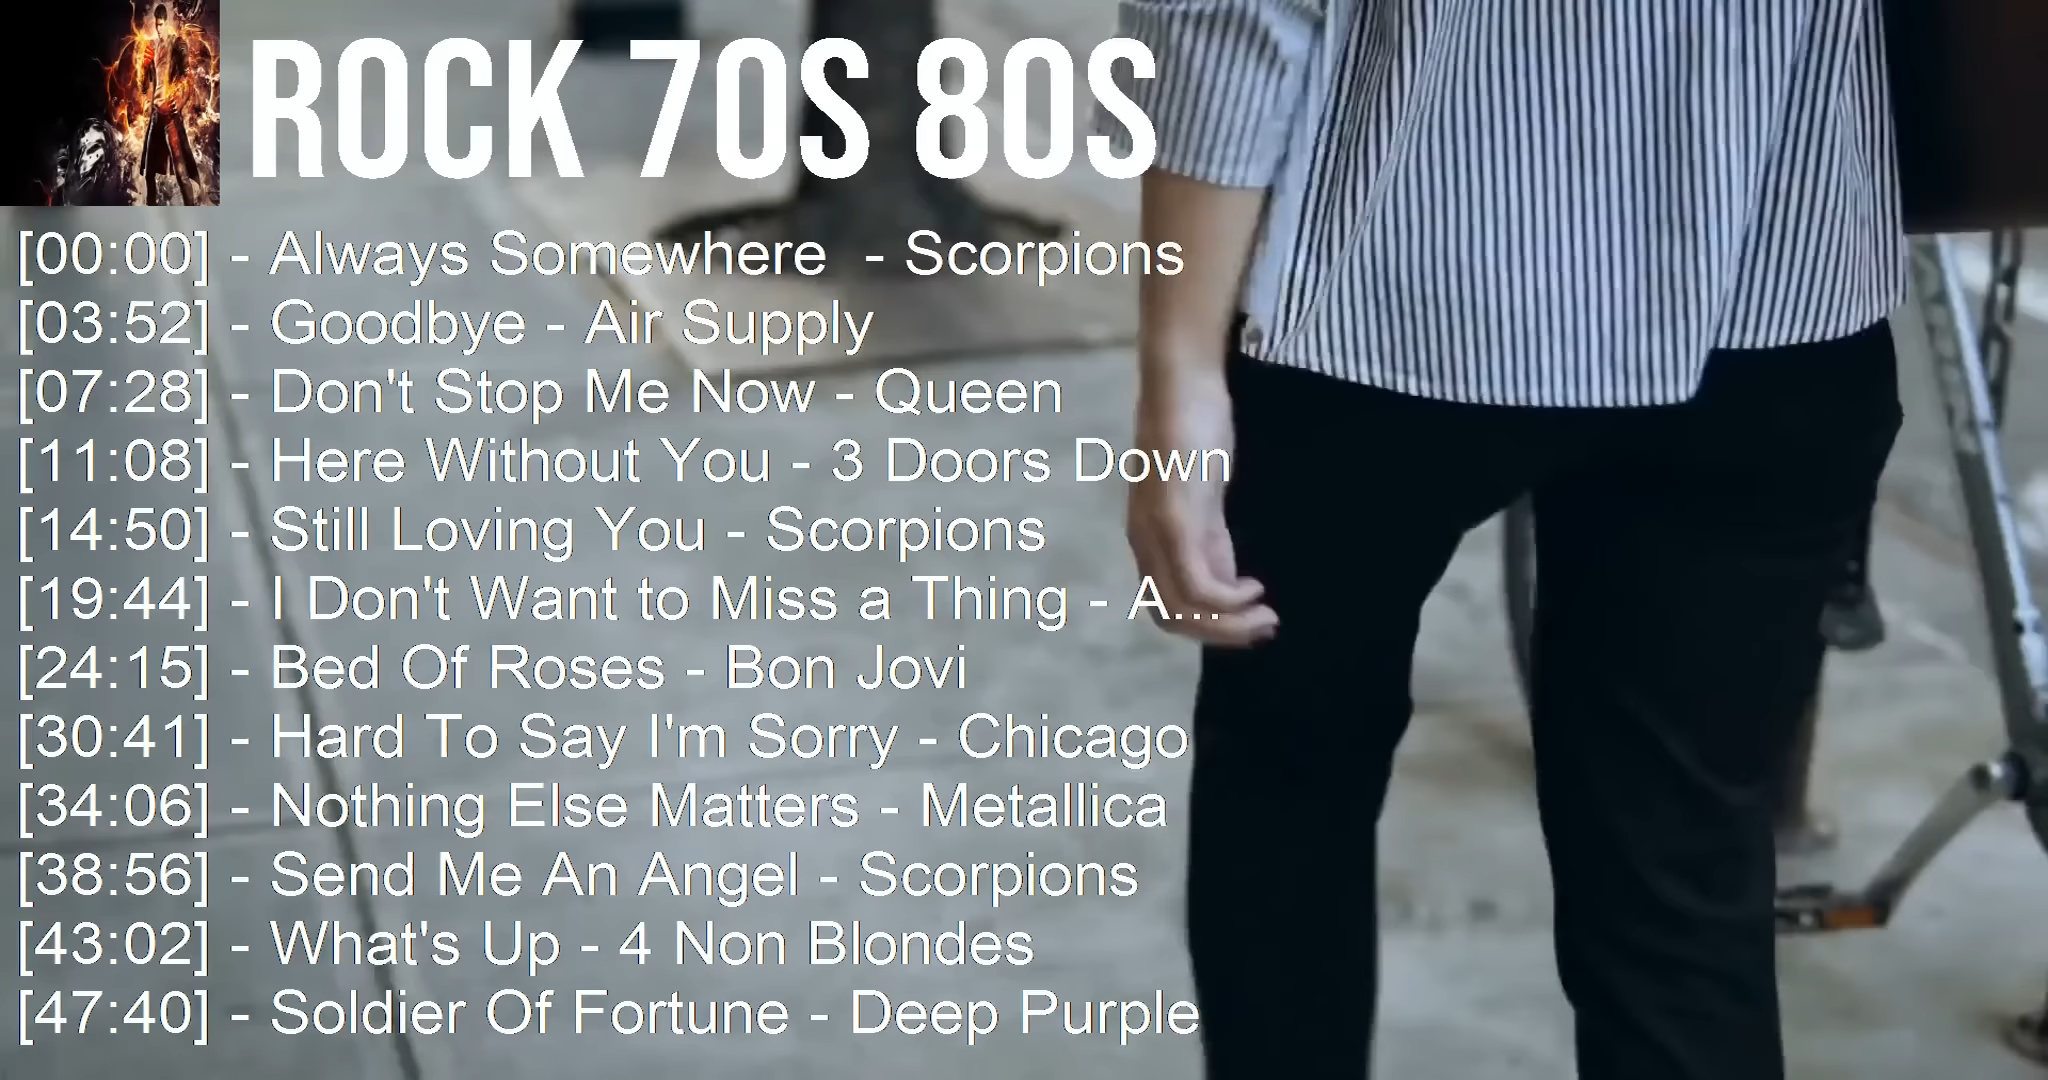 ROCK 70S 80S
[00:00] - Always Somewhere  - Scorpions
[03:52] - Goodbye - Air Supply
[07:28] - Don't Stop Me Now - Queen
[11:08] - Here Without You - 3 Doors Down
[14:50] - Still Loving You - Scorpions
[19:44] - I Don't Want to Miss a Thing - A...
[24:15] - Bed Of Roses - Bon Jovi
[30:41] - Hard To Say I'm Sorry - Chicago
[34:06] - Nothing Else Matters - Metallica
[38:56] - Send Me An Angel - Scorpions
[43:02] - What's Up - 4 Non Blondes
[47:40] - Soldier Of Fortune - Deep Purple